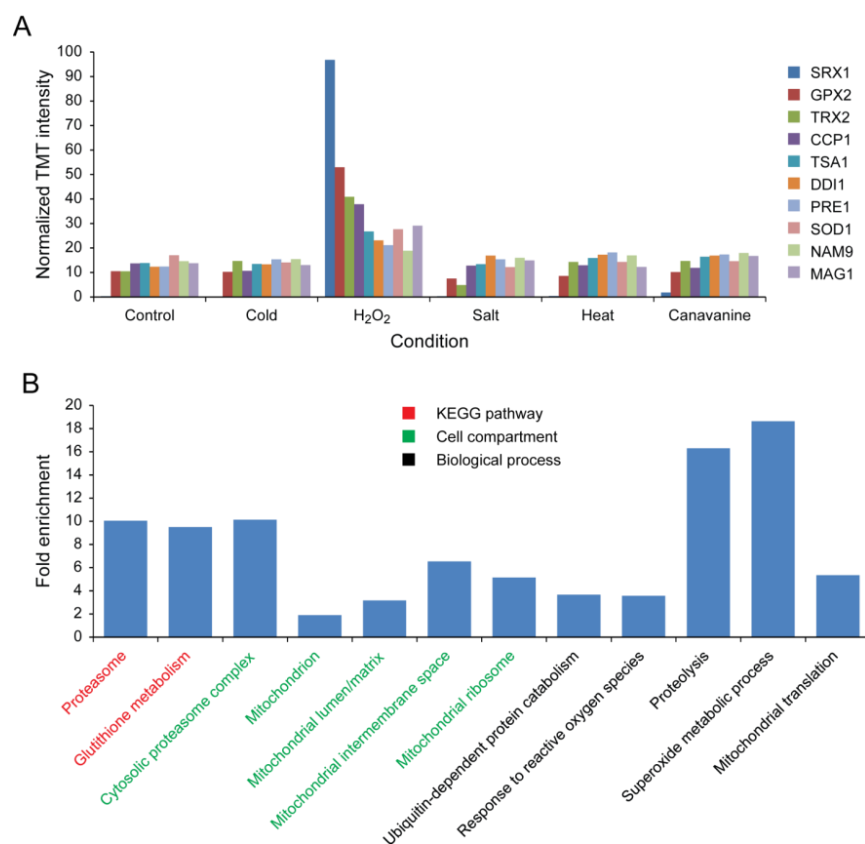 A
Normalized TMT intensity
100
90
80
70
60
50
40
30
20
10
0
Control
Cold
H₂O₂
Salt
Heat
Canavanine
Condition
SRX1
GPX2
TRX2
CCP1
TSA1
DDI1
PRE1
SOD1
NAM9
MAG1
B
Fold enrichment
20
18
16
14
12
10
8
6
4
2
0
KEGG pathway
Cell compartment
Biological process
Proteasome
Glutithione metabolism
Cytosolic proteasome complex
Mitochondrion
Mitochondrial lumen/matrix
Mitochondrial intermembrane space
Mitochondrial ribosome
Ubiquitin-dependent protein catabolism
Response to reactive oxygen species
Proteolysis
Superoxide metabolic process
Mitochondrial translation